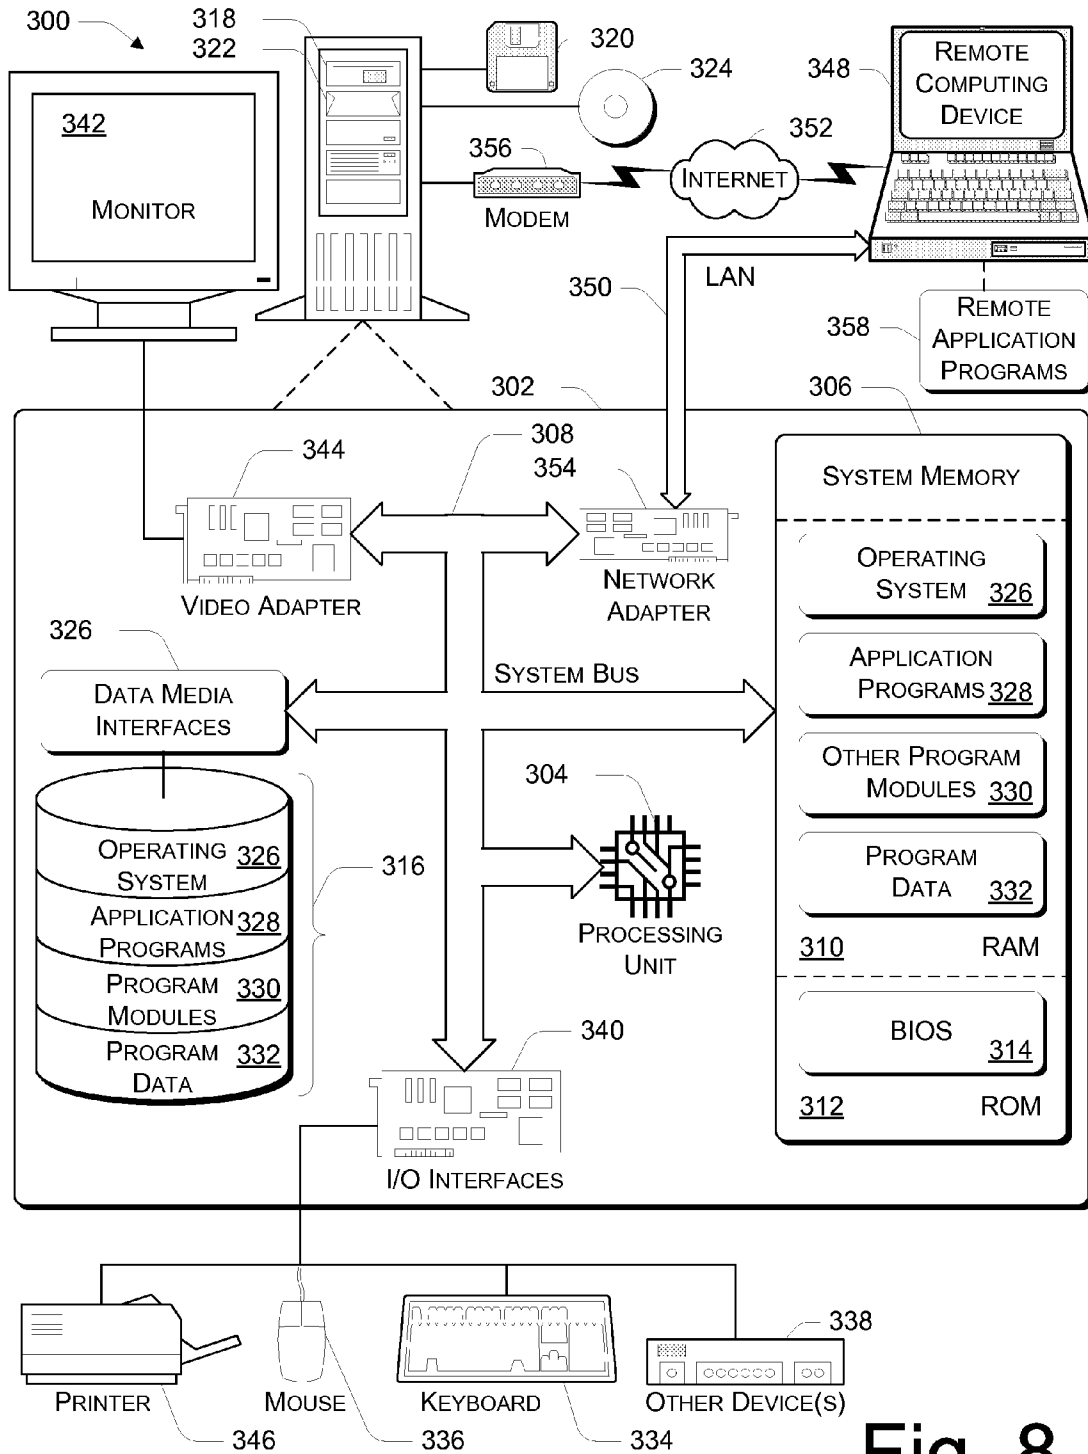 300
318
322
320
324
348
REMOTE
COMPUTING
DEVICE
342
MONITOR
356
MODEM
352
INTERNET
350
LAN
358
REMOTE
APPLICATION
PROGRAMS
302
306
344
308
354
VIDEO ADAPTER
NETWORK
ADAPTER
SYSTEM MEMORY
OPERATING
SYSTEM 326
APPLICATION
PROGRAMS 328
OTHER PROGRAM
MODULES 330
PROGRAM
DATA 332
310 RAM
BIOS
314
312 ROM
326
DATA MEDIA
INTERFACES
SYSTEM BUS
304
PROCESSING
UNIT
OPERATING
SYSTEM 326
APPLICATION
PROGRAMS 328
PROGRAM
MODULES 330
PROGRAM
DATA 332
316
340
I/O INTERFACES
PRINTER
346
MOUSE
336
KEYBOARD
334
338
OTHER DEVICE(S)
Fig. 8